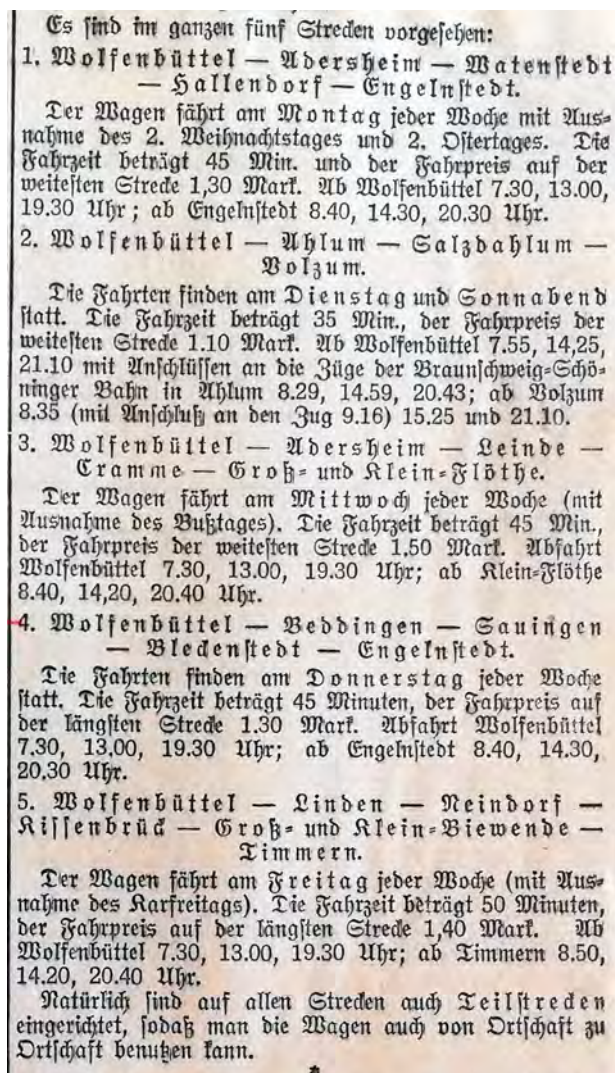 Es sind im ganzen fünf Strecken vorgesehen:
1. Wolfenbüttel — Adersheim — Watenstedt
— Hallendorf — Engelnstedt.
Der Wagen fährt am Montag jeder Woche mit Aus-
nahme des 2. Weihnachtstages und 2. Ostertages. Die
Fahrzeit beträgt 45 Min. und der Fahrpreis auf der
weitesten Strecke 1,30 Mark. Ab Wolfenbüttel 7.30, 13.00,
19.30 Uhr; ab Engelnstedt 8.40, 14.30, 20.30 Uhr.
2. Wolfenbüttel — Ahlum — Salzdahlum —
Volzum.
Die Fahrten finden am Dienstag und Sonnabend
statt. Die Fahrzeit beträgt 35 Min., der Fahrpreis der
weitesten Strecke 1.10 Mark. Ab Wolfenbüttel 7.55, 14,25,
21.10 mit Anschlüssen an die Züge der Braunschweig-Schö-
ninger Bahn in Ahlum 8.29, 14.59, 20.43; ab Volzum
8.35 (mit Anschluß an den Zug 9.16) 15.25 und 21.10.
3. Wolfenbüttel — Adersheim — Leinde —
Cramme — Groß- und Klein-Flöthe.
Der Wagen fährt am Mittwoch jeder Woche (mit
Ausnahme des Bußtages). Die Fahrzeit beträgt 45 Min.,
der Fahrpreis der weitesten Strecke 1.50 Mark. Abfahrt
Wolfenbüttel 7.30, 13.00, 19.30 Uhr; ab Klein-Flöthe
8.40, 14,20, 20.40 Uhr.
4. Wolfenbüttel — Beddingen — Sauingen
— Bleckenstedt — Engelnstedt.
Die Fahrten finden am Donnerstag jeder Woche
statt. Die Fahrzeit beträgt 45 Minuten, der Fahrpreis auf
der längsten Strecke 1.30 Mark. Abfahrt Wolfenbüttel
7.30, 13,00, 19.30 Uhr; ab Engelnstedt 8.40, 14.30,
20.30 Uhr.
5. Wolfenbüttel — Linden — Neindorf —
Kissenbrück — Groß- und Klein-Biewende —
Timmern.
Der Wagen fährt am Freitag jeder Woche (mit Aus-
nahme des Karfreitags). Die Fahrzeit beträgt 50 Minuten,
der Fahrpreis auf der längsten Strecke 1,40 Mark. Ab
Wolfenbüttel 7.30, 13.00, 19.30 Uhr; ab Timmern 8.50,
14.20, 20.40 Uhr.
Natürlich sind auf allen Strecken auch Teilstrecken
eingerichtet, sodaß man die Wagen auch von Ortschaft zu
Ortschaft benutzen kann.